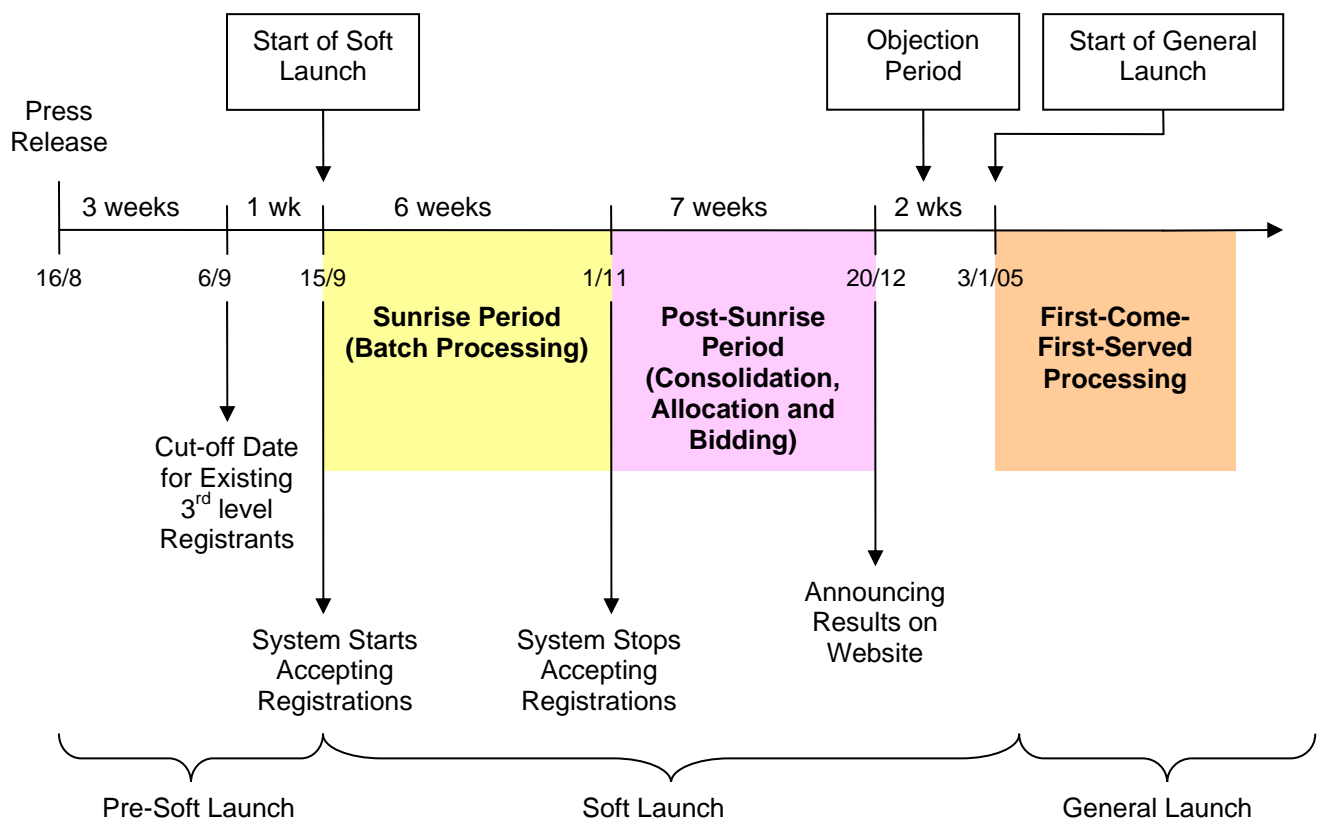 Start of Soft
Launch
Objection
Period
Start of General
Launch
Press
Release
3 weeks
1 wk
6 weeks
7 weeks
2 wks
16/8
6/9
15/9
1/11
20/12
3/1/05
Sunrise Period
(Batch Processing)
Post-Sunrise
Period
(Consolidation,
Allocation and
Bidding)
First-Come-
First-Served
Processing
Cut-off Date
for Existing
3rd level
Registrants
System Starts
Accepting
Registrations
System Stops
Accepting
Registrations
Announcing
Results on
Website
Pre-Soft Launch
Soft Launch
General Launch